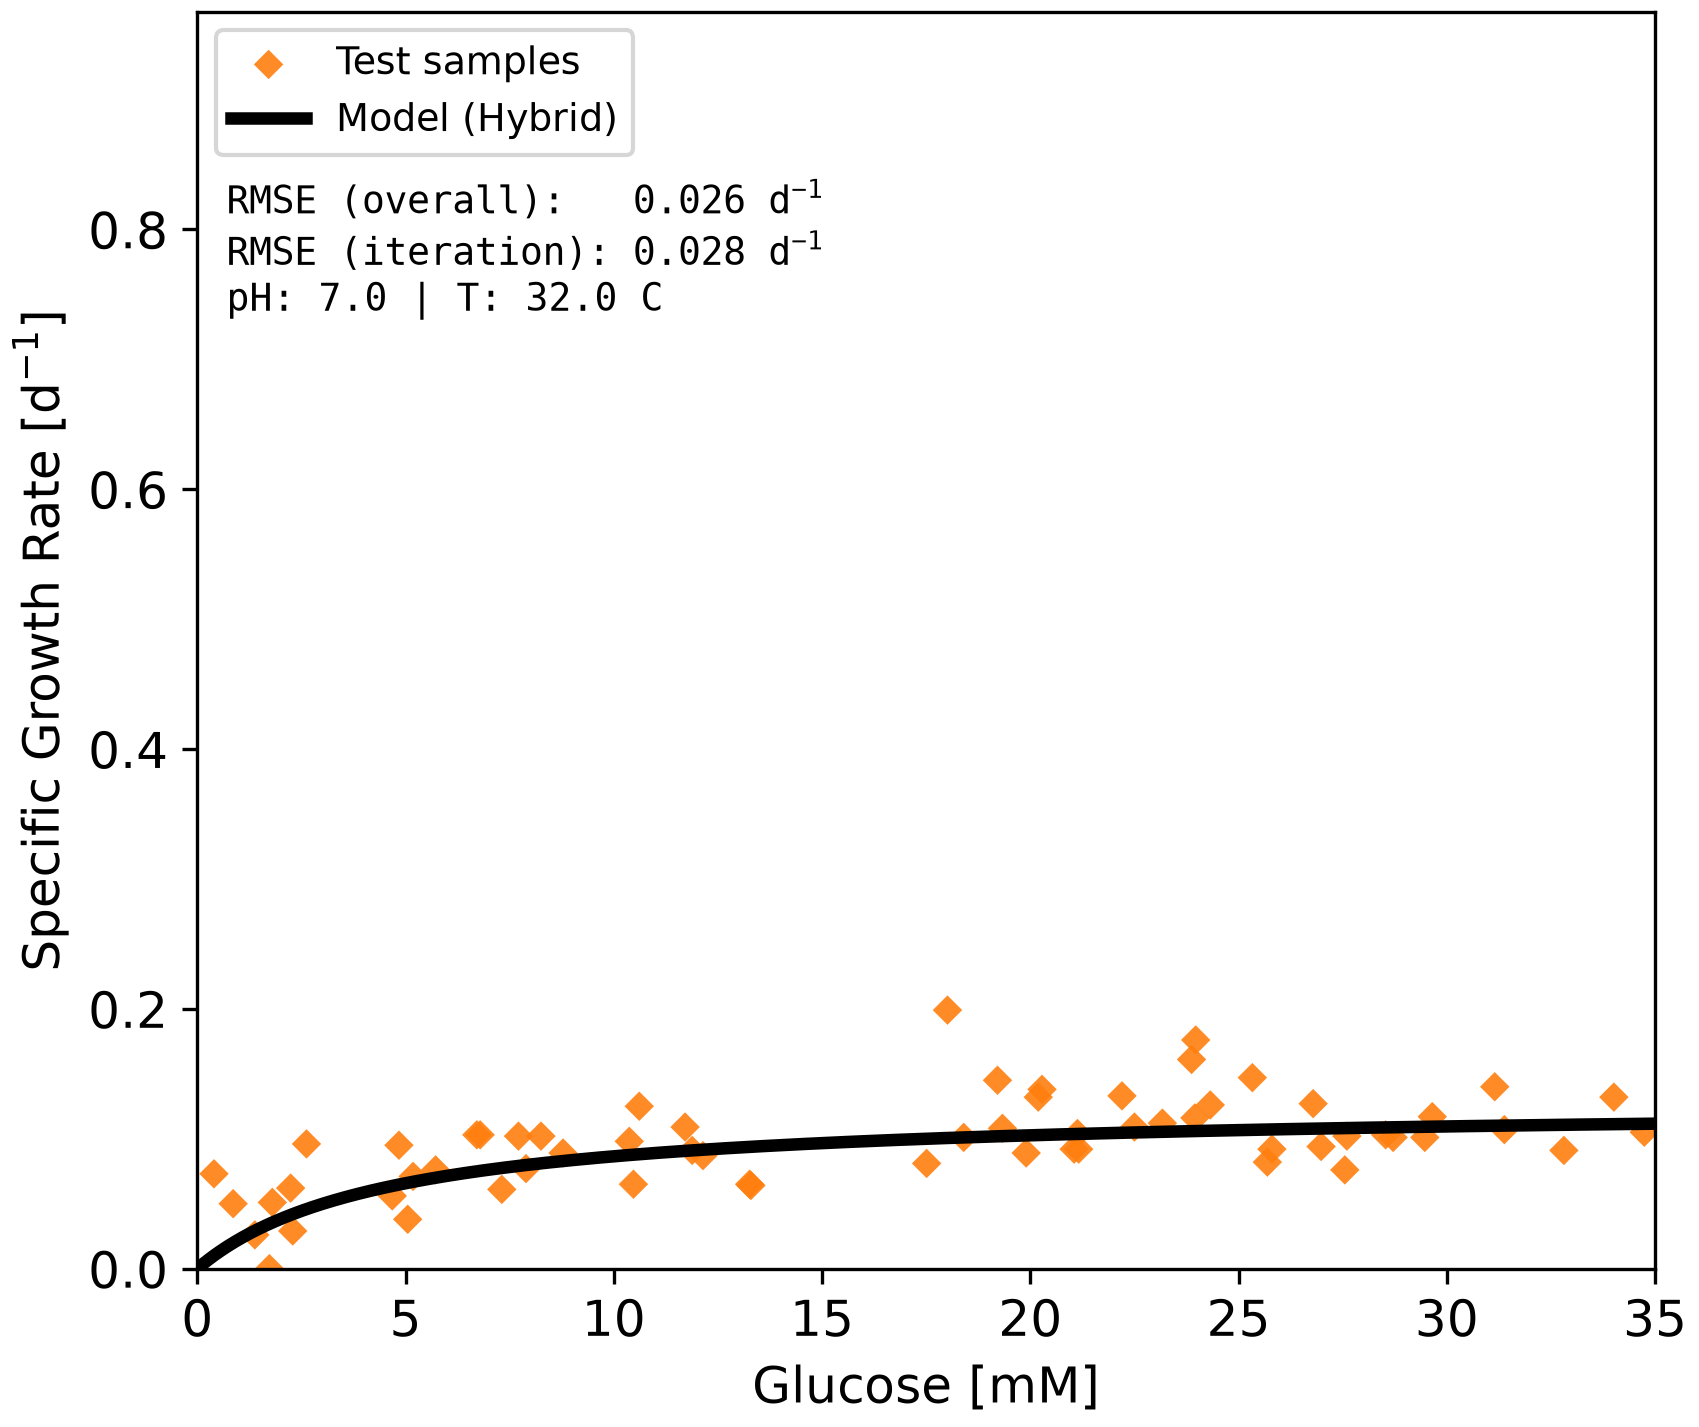 Test samples
Model (Hybrid)
RMSE (overall):   0.026 d⁻¹
RMSE (iteration): 0.028 d⁻¹
pH: 7.0 | T: 32.0 C
Specific Growth Rate [d⁻¹]
0.8
0.6
0.4
0.2
0.0
0 5 10 15 20 25 30 35
Glucose [mM]